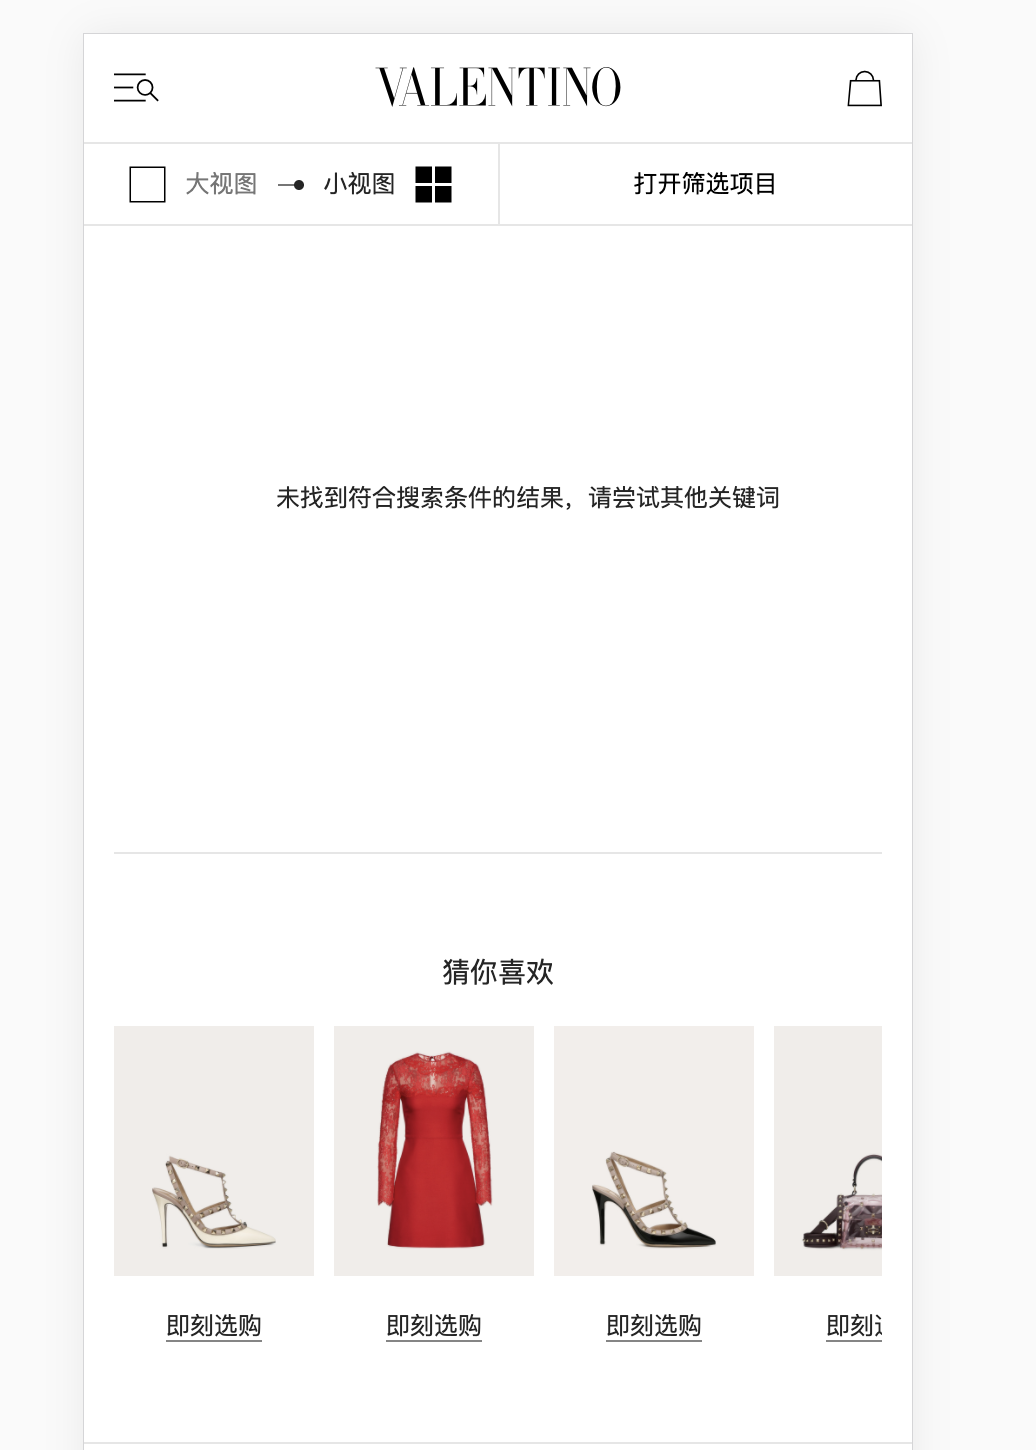 VALENTINO
大视图 小视图 打开筛选项目
未找到符合搜索条件的结果，请尝试其他关键词
猜你喜欢
即刻选购 即刻选购 即刻选购 即刻